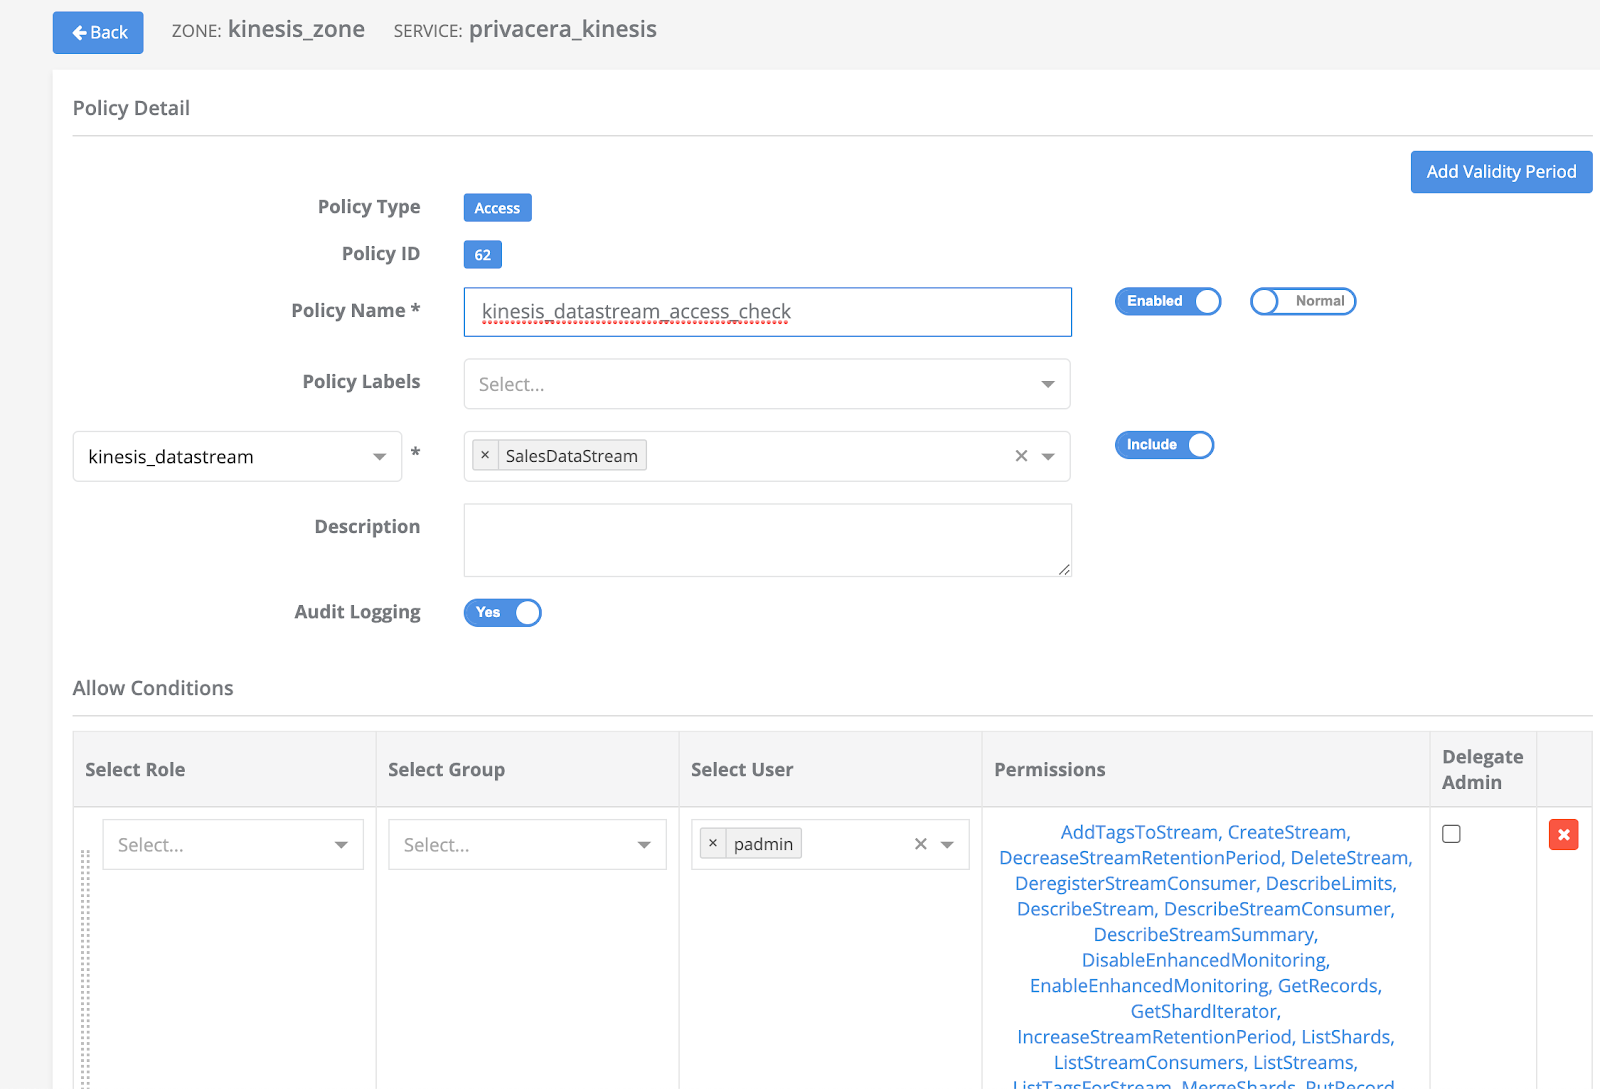 Back ZONE: kinesis_zone SERVICE: privacera_kinesis
Policy Detail
Add Validity Period
Policy Type Access
Policy ID 62
Policy Name * kinesis_datastream_access_check Enabled Normal
Policy Labels Select...
kinesis_datastream * × SalesDataStream × Include
Description
Audit Logging Yes
Allow Conditions
Select Role Select Group Select User Permissions Delegate Admin
Select... Select... × padmin ×
AddTagsToStream, CreateStream,
DecreaseStreamRetentionPeriod, DeleteStream,
DeregisterStreamConsumer, DescribeLimits,
DescribeStream, DescribeStreamConsumer,
DescribeStreamSummary,
DisableEnhancedMonitoring,
EnableEnhancedMonitoring, GetRecords,
GetShardIterator,
IncreaseStreamRetentionPeriod, ListShards,
ListStreamConsumers, ListStreams,
ListTagsForStream, MergeShards, PutRecord